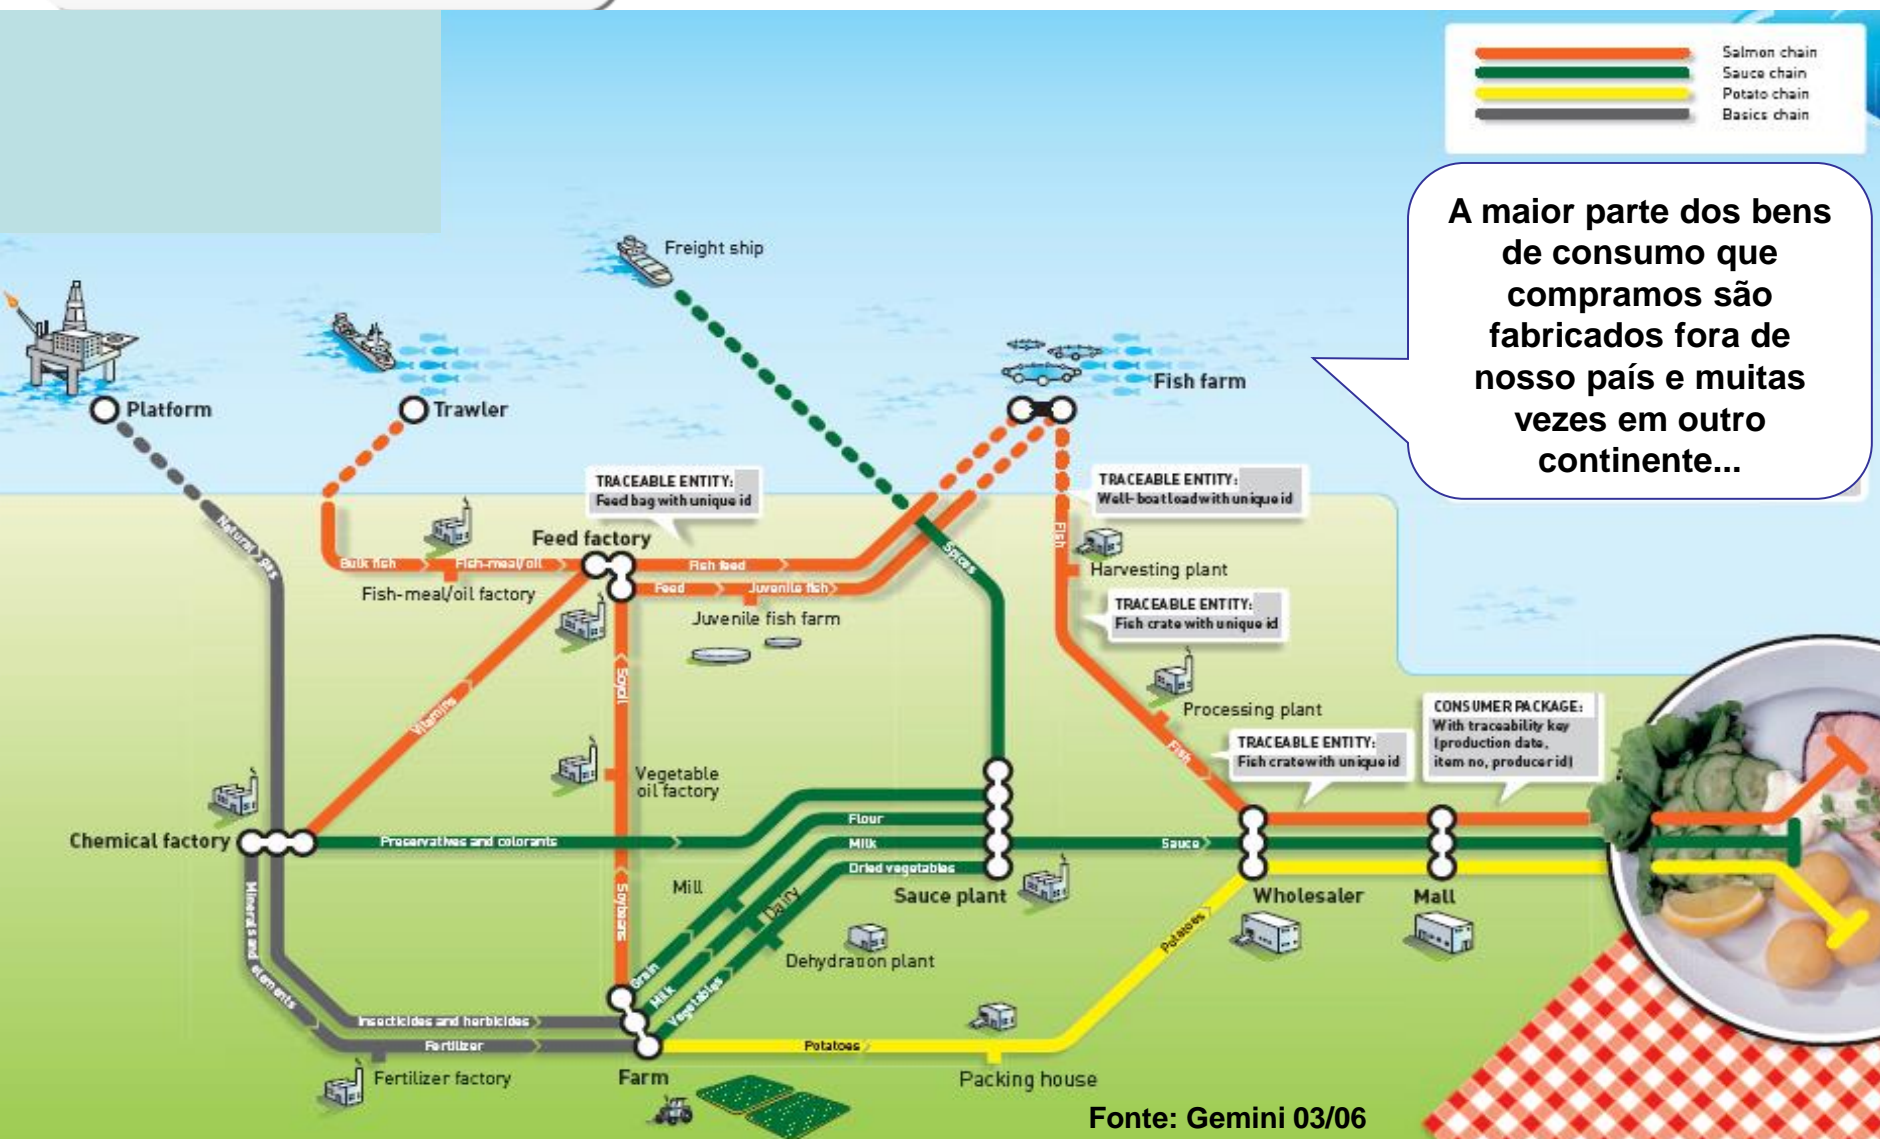 Salmon chain
Sauce chain
Potato chain
Basics chain
A maior parte dos bens
de consumo que
compramos são
fabricados fora de
nosso país e muitas
vezes em outro
continente...
Freight ship
Platform
Trawler
Fish farm
TRACEABLE ENTITY:
Feed bag with unique id
TRACEABLE ENTITY:
Well-boat load with unique id
Natural gas
Bulk fish
Fish-meal/oil
Feed factory
Fish feed
Feed
Juvenile fish
Spices
Fish
Fish-meal/oil factory
Juvenile fish farm
Harvesting plant
TRACEABLE ENTITY:
Fish crate with unique id
Vitamins
Soyoil
Processing plant
Fish
TRACEABLE ENTITY:
Fish crate with unique id
CONSUMER PACKAGE:
With traceability key
(production date,
item no, producer id)
Vegetable
oil factory
Chemical factory
Preservatives and colorants
Flour
Milk
Dried vegetables
Sauce
Mill
Dairy
Sauce plant
Wholesaler
Mall
Minerals and elements
Soybeans
Grain
Milk
Vegetables
Dehydration plant
Potatoes
Insecticides and herbicides
Fertilizer
Potatoes
Fertilizer factory
Farm
Packing house
Fonte: Gemini 03/06